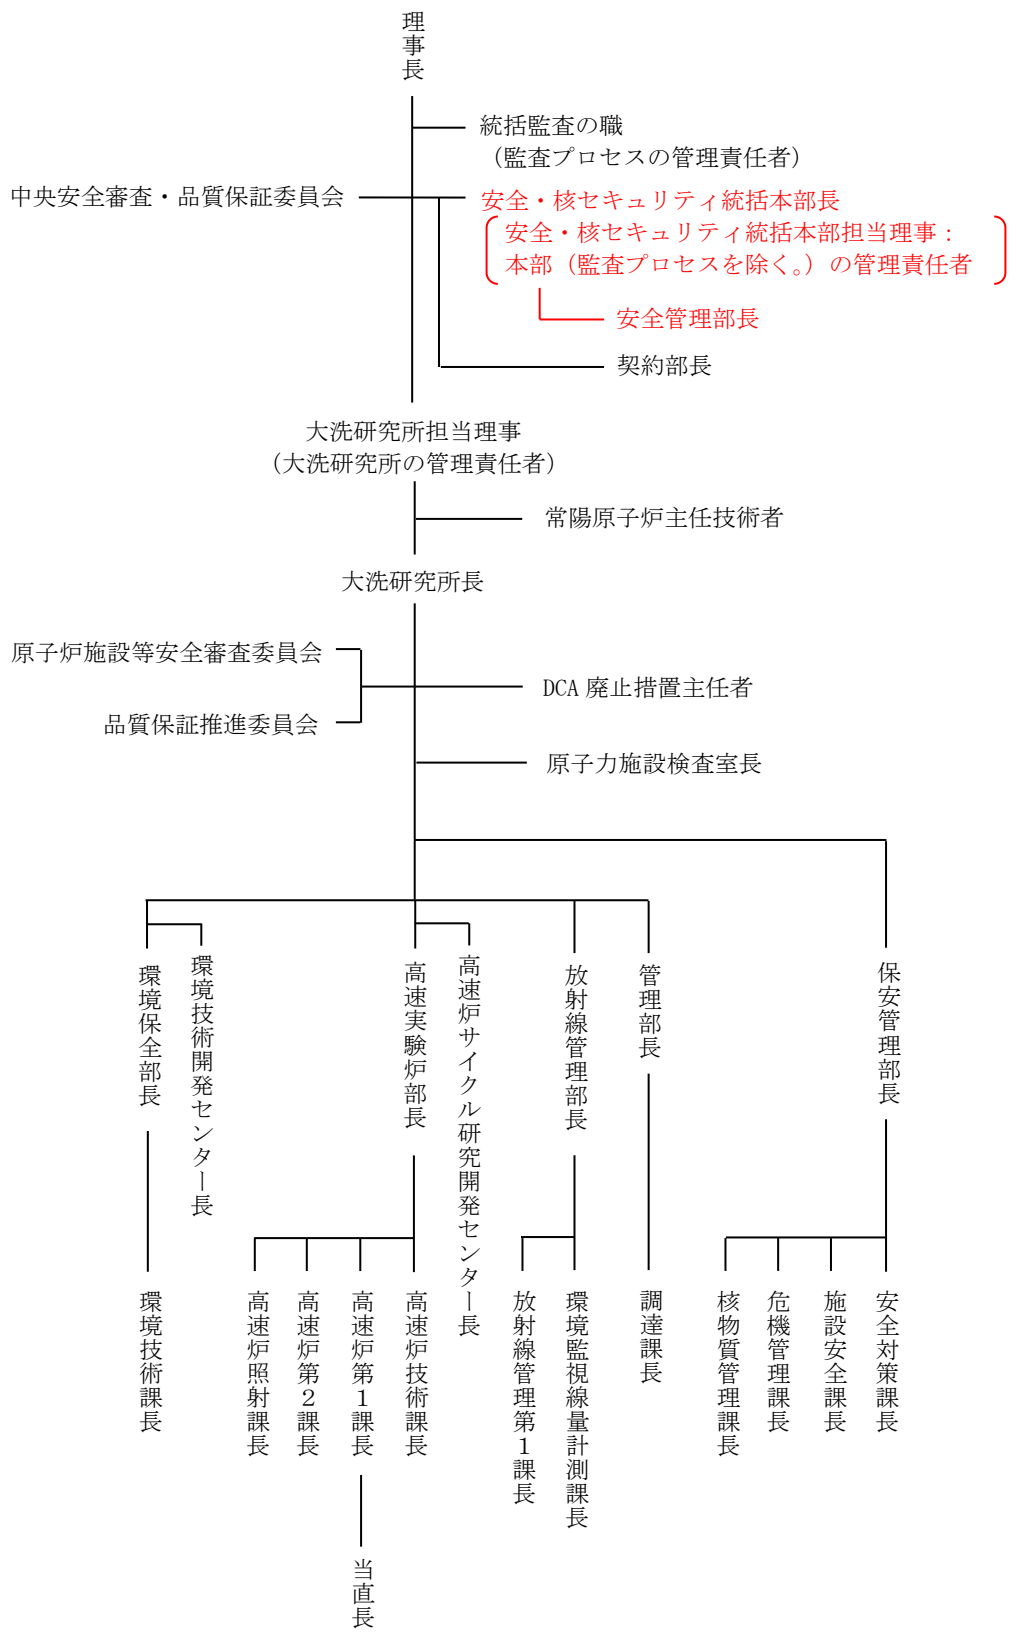 理事長
統括監査の職
（監査プロセスの管理責任者）
中央安全審査・品質保証委員会
安全・核セキュリティ統括本部長
安全・核セキュリティ統括本部担当理事：
本部（監査プロセスを除く。）の管理責任者
安全管理部長
契約部長
大洗研究所担当理事
（大洗研究所の管理責任者）
常陽原子炉主任技術者
大洗研究所長
原子炉施設等安全審査委員会
DCA 廃止措置主任者
品質保証推進委員会
原子力施設検査室長
環境保全部長
環境技術開発センター長
高速実験炉部長
高速炉サイクル研究開発センター長
放射線管理部長
管理部長
保安管理部長
環境技術課長
高速炉照射課長
高速炉第２課長
高速炉第１課長
高速炉技術課長
放射線管理第１課長
環境監視線量計測課長
調達課長
核物質管理課長
危機管理課長
施設安全課長
安全対策課長
当直長